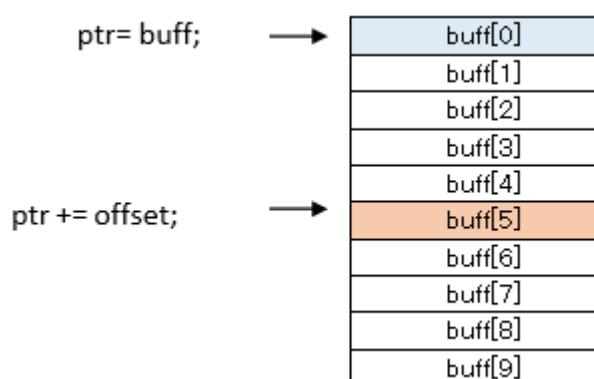 ptr= buff;
buff[0]
buff[1]
buff[2]
buff[3]
buff[4]
ptr += offset;
buff[5]
buff[6]
buff[7]
buff[8]
buff[9]